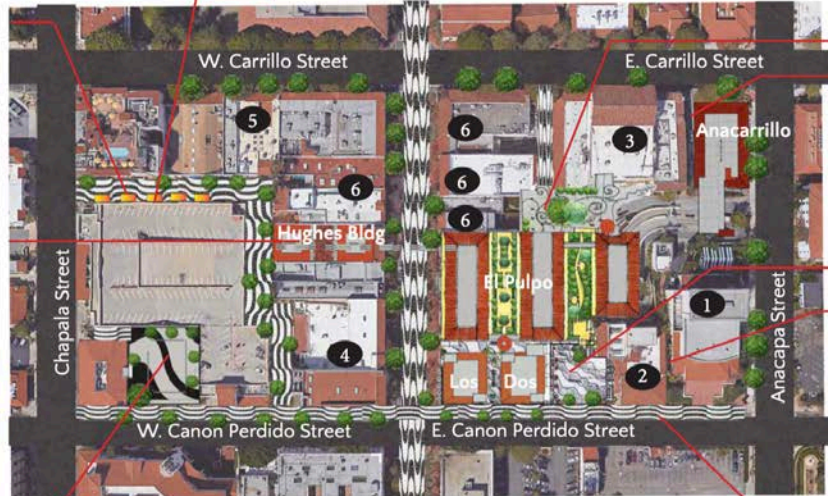 W. Carrillo Street
E. Carrillo Street
5
6
3
Anacarrillo
6
6
6
Hughes Bldg
El Pulpo
1
Chapala Street
Anacapa Street
4
Los
Dos
2
W. Canon Perdido Street
E. Canon Perdido Street